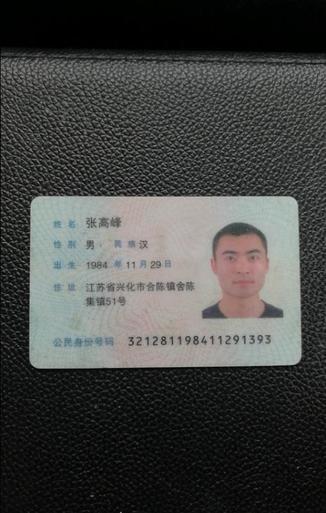 姓名 张高峰
性别 男 民族 汉
出生 1984 年 11 月 29 日
住址 江苏省兴化市合陈镇舍陈
集镇51号
公民身份号码 321281198411291393